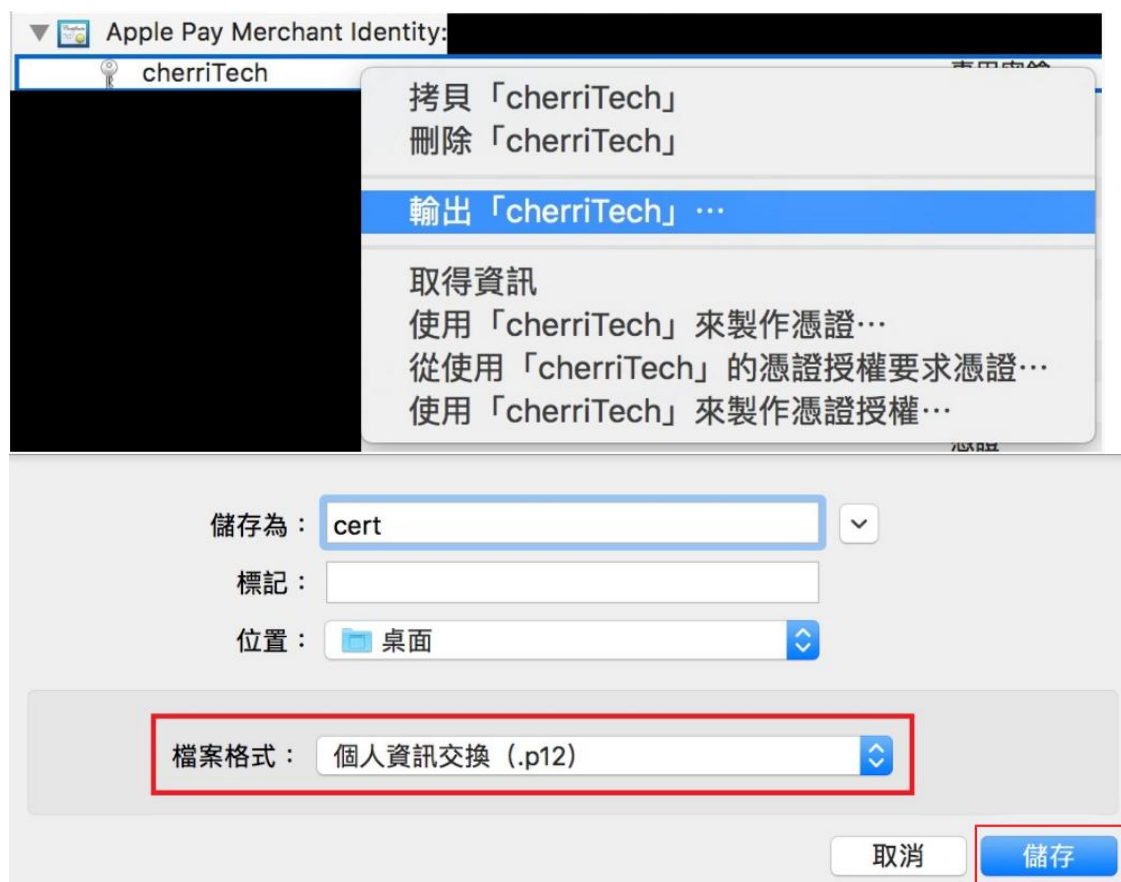 Apple Pay Merchant Identity:
cherriTech
拷貝「cherriTech」
刪除「cherriTech」
輸出「cherriTech」…
取得資訊
使用「cherriTech」來製作憑證…
從使用「cherriTech」的憑證授權要求憑證…
使用「cherriTech」來製作憑證授權…
儲存為：
cert
標記：
位置：
桌面
檔案格式：
個人資訊交換（.p12）
取消
儲存